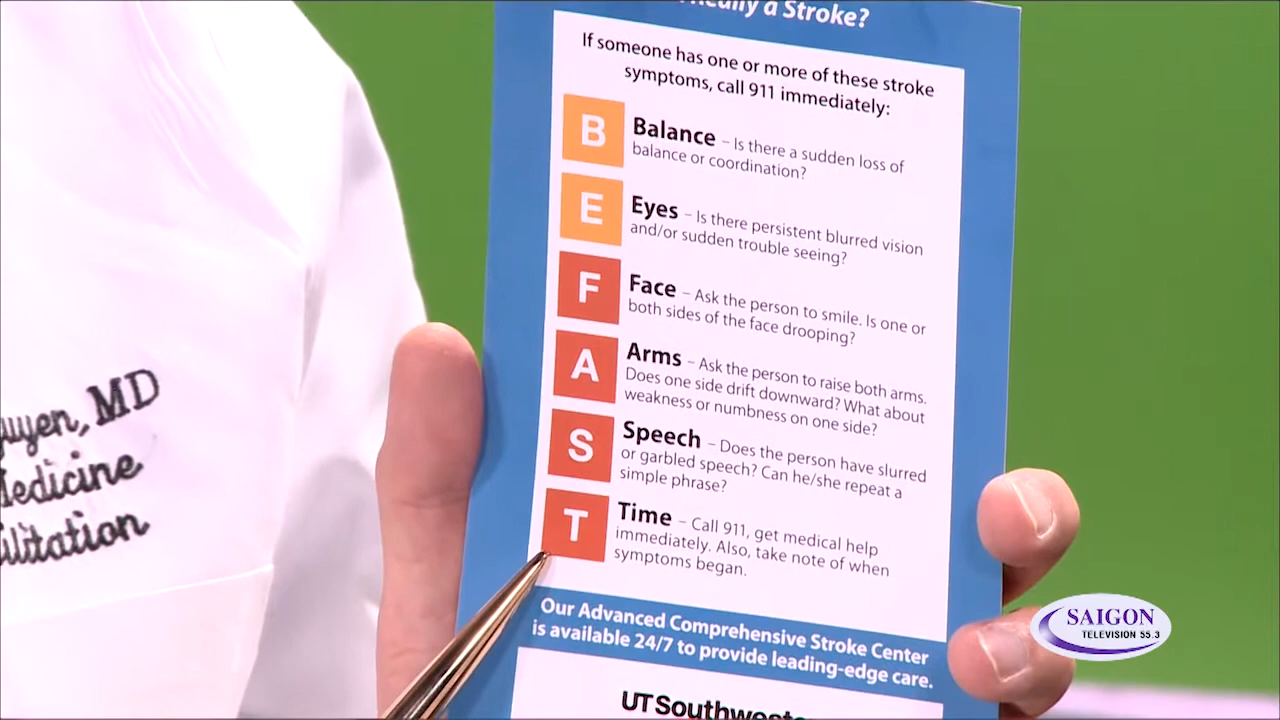 a Stroke?
If someone has one or more of these stroke
symptoms, call 911 immediately:
B
Balance – Is there a sudden loss of
balance or coordination?
E
Eyes – Is there persistent blurred vision
and/or sudden trouble seeing?
F
Face – Ask the person to smile. Is one or
both sides of the face drooping?
A
Arms – Ask the person to raise both arms.
Does one side drift downward? What about
weakness or numbness on one side?
S
Speech – Does the person have slurred
or garbled speech? Can he/she repeat a
simple phrase?
T
Time – Call 911, get medical help
immediately. Also, take note of when
symptoms began.
Our Advanced Comprehensive Stroke Center
is available 24/7 to provide leading-edge care.
UT
MD
SAIGON
TELEVISION 55.3